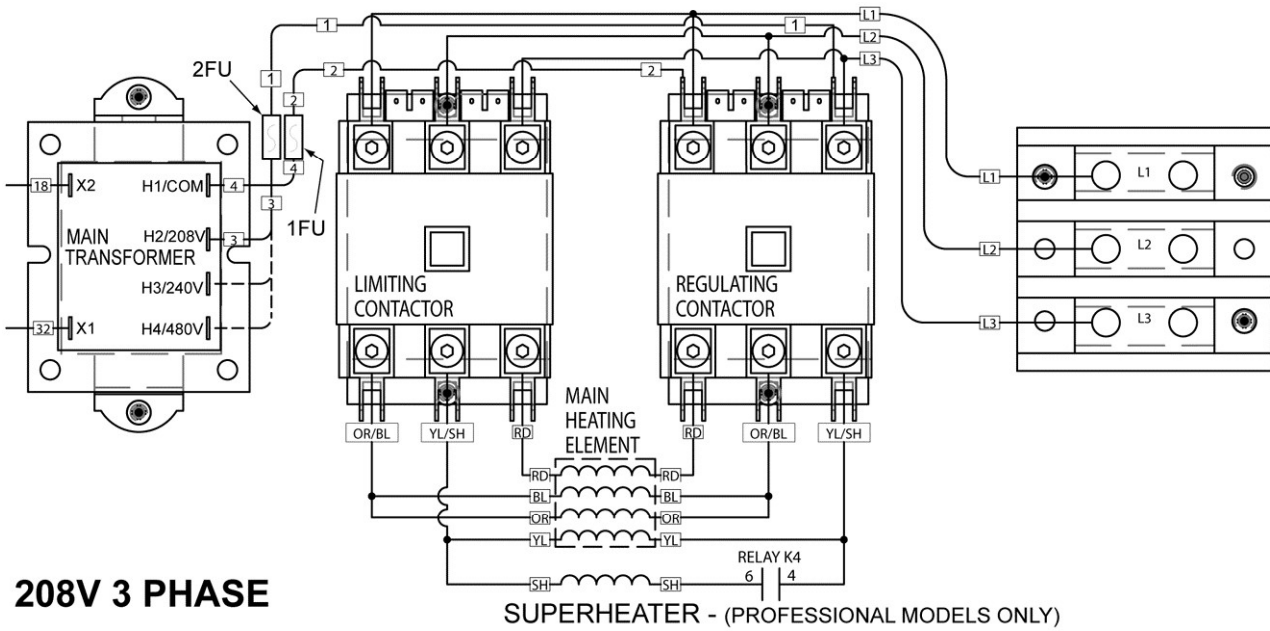 1
1
L1
L2
L3
2FU
1
2
2
2
4
1FU
18
X2
H1/COM
4
3
MAIN
TRANSFORMER
H2/208V
3
H3/240V
32
X1
H4/480V
LIMITING
CONTACTOR
REGULATING
CONTACTOR
L1
L1
L2
L2
L3
L3
OR/BL
YL/SH
RD
MAIN
HEATING
ELEMENT
RD
OR/BL
YL/SH
RD
RD
BL
BL
OR
OR
YL
YL
SH
SH
RELAY K4
6
4
208V 3 PHASE
SUPERHEATER - (PROFESSIONAL MODELS ONLY)